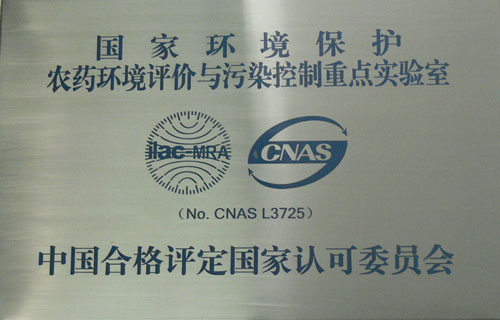 国家环境保护
农药环境评价与污染控制重点实验室
ilac-MRA CNAS
（No. CNAS L3725）
中国合格评定国家认可委员会